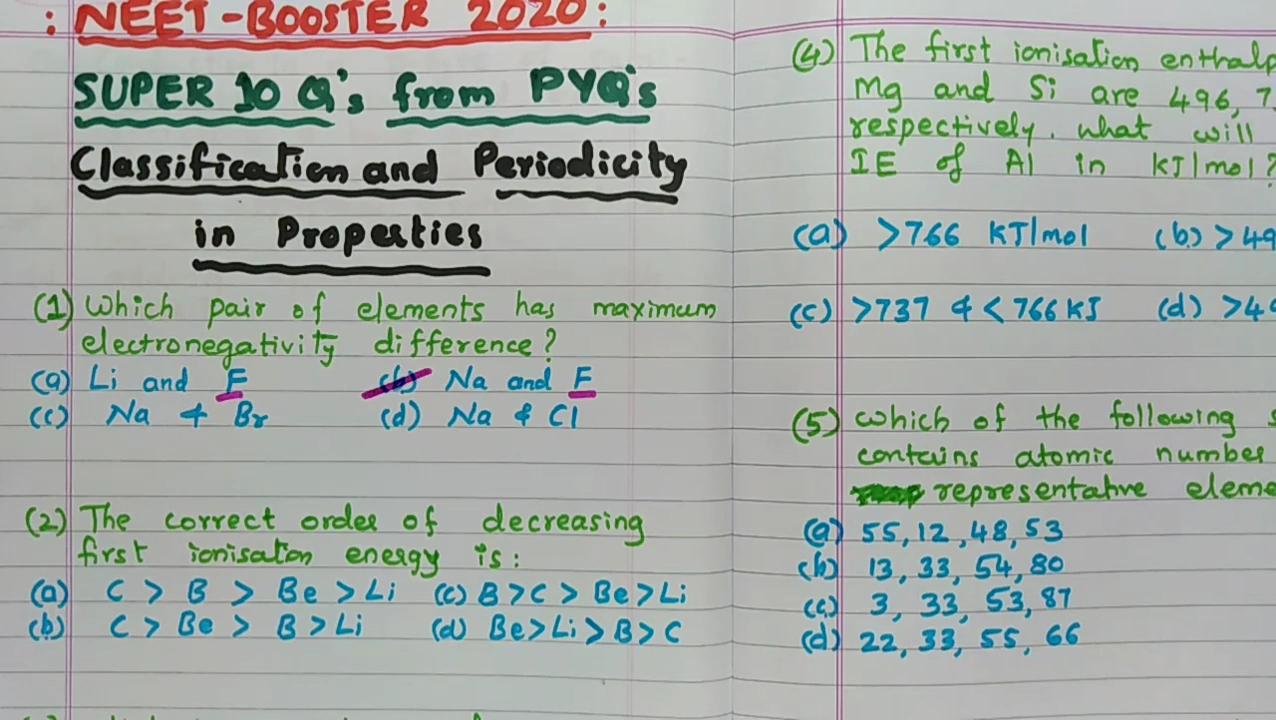 : NEET-BOOSTER 2020:
SUPER 10 Q's from PYQ's
Classification and Periodicity
in Properties
(1) Which pair of elements has maximum
electronegativity difference?
(a) Li and F (b) Na and F
(c) Na & Br (d) Na & Cl
(2) The correct order of decreasing
first ionisation energy is:
(a) C > B > Be > Li (c) B > C > Be > Li
(b) C > Be > B > Li (d) Be > Li > B > C
(4) The first ionisation enthalp
Mg and Si are 496, 7
respectively. what will
IE of Al in kJ/mol?
(a) >766 kJ/mol (b) >49
(c) >737 & <766 kJ (d) >49
(5) Which of the following s
contains atomic number
representative eleme
(a) 55, 12, 48, 53
(b) 13, 33, 54, 80
(c) 3, 33, 53, 87
(d) 22, 33, 55, 66